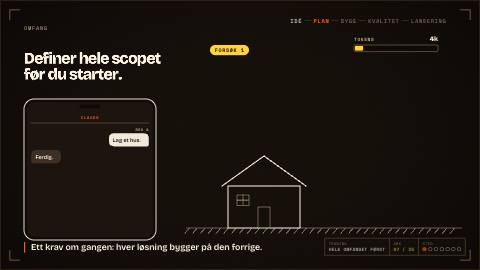 OMFANG
IDÉ — PLAN — BYGG — KVALITET — LANSERING
Definer hele scopet
før du starter.
FORSØK 1
TOKENS
4k
CLAUDE
Lag et hus.
Ferdig.
Ett krav om gangen: hver løsning bygger på den forrige.
HELE OMFANGET FØRST